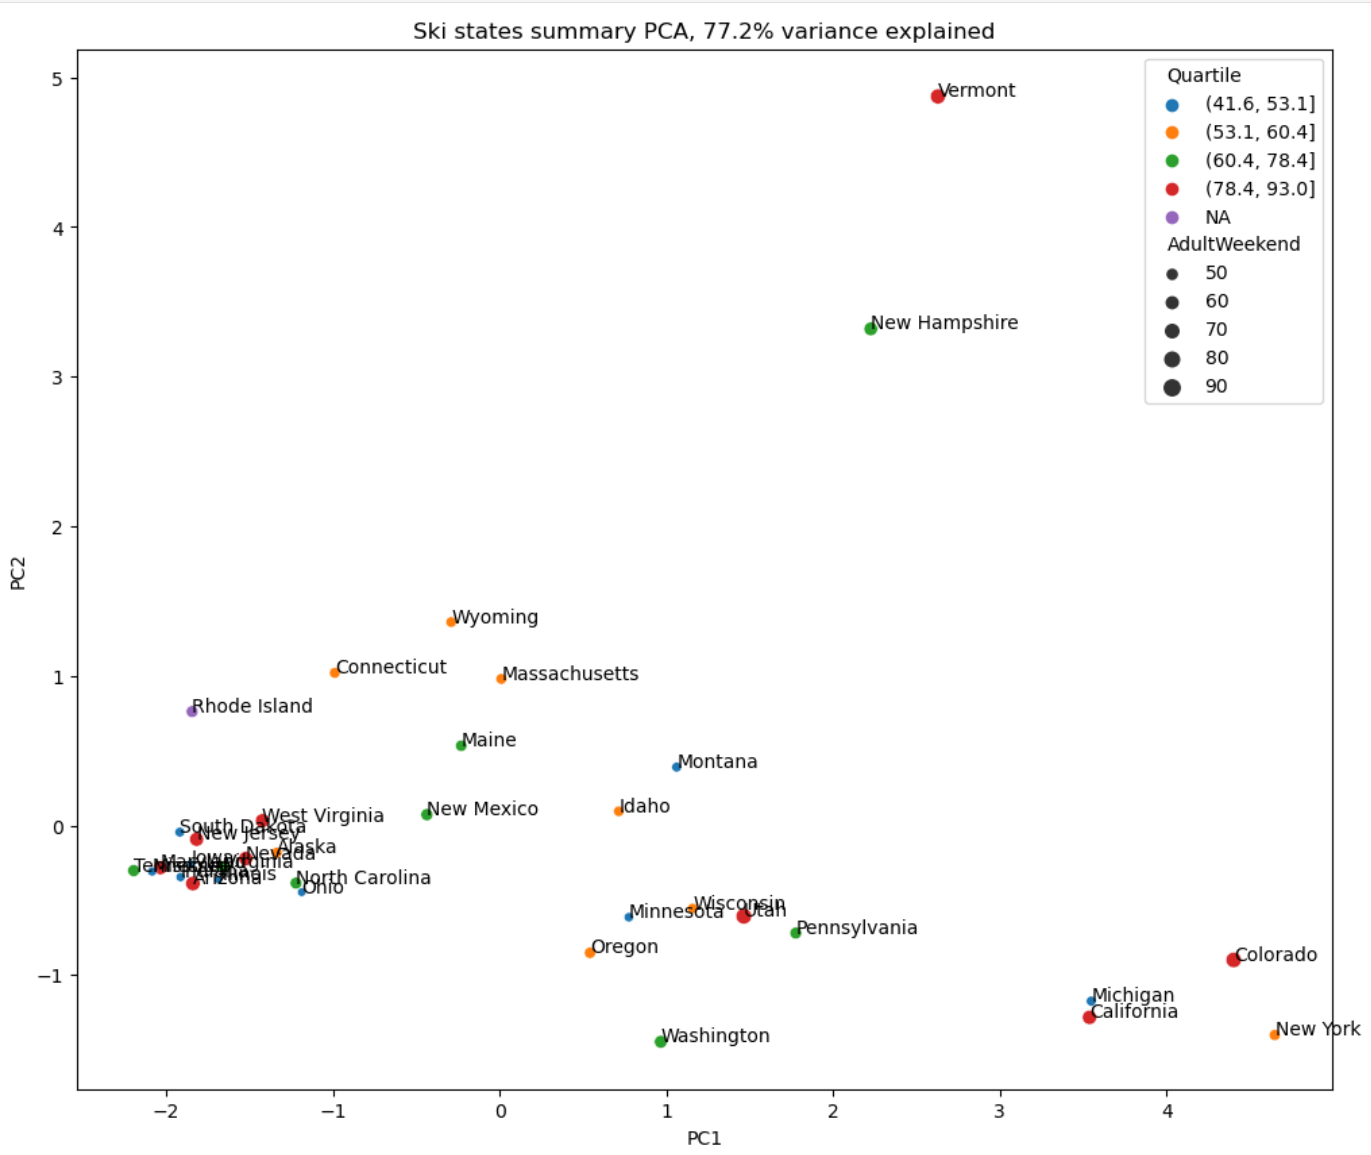 Ski states summary PCA, 77.2% variance explained
Quartile
(41.6, 53.1]
(53.1, 60.4]
(60.4, 78.4]
(78.4, 93.0]
NA
AdultWeekend
50
60
70
80
90
5
4
3
2
1
0
−1
PC2
Vermont
New Hampshire
Wyoming
Connecticut
Massachusetts
Rhode Island
Maine
Montana
New Mexico
Idaho
West Virginia
South Dakota
New Jersey
Alaska
Nevada
Iowa
Arizona
North Carolina
Ohio
Wisconsin
Utah
Minnesota
Pennsylvania
Oregon
Colorado
Michigan
California
New York
Washington
−2
−1
0
1
2
3
4
PC1